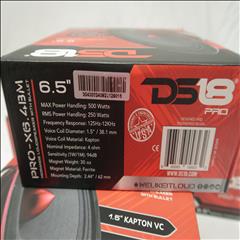 6.5"
MAX Power Handling: 500 Watts
RMS Power Handling: 250 Watts
Frequency Response: 125Hz-12KHz
Voice Coil Diameter: 1.5" / 38.1 mm
Voice Coil Material: Kapton
Nominal Impedance: 4 ohm
Sensitivity (1W/1M): 94dB
Magnet Weight: 30 oz
Magnet Material: Ferrite
Mounting Depth: 2.44" / 62 mm
DS18
PRO
#WELIKEITLOUD
PRO-X6.4BM
WITH BULLET
1.5" KAPTON VC